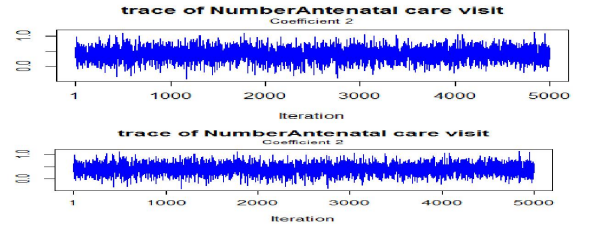 trace of NumberAntenatal care visit
Coefficient 2
1.0
0.0
1 1000 2000 3000 4000 5000
Iteration
trace of NumberAntenatal care visit
Coefficient 2
1.0
0.0
1 1000 2000 3000 4000 5000
Iteration